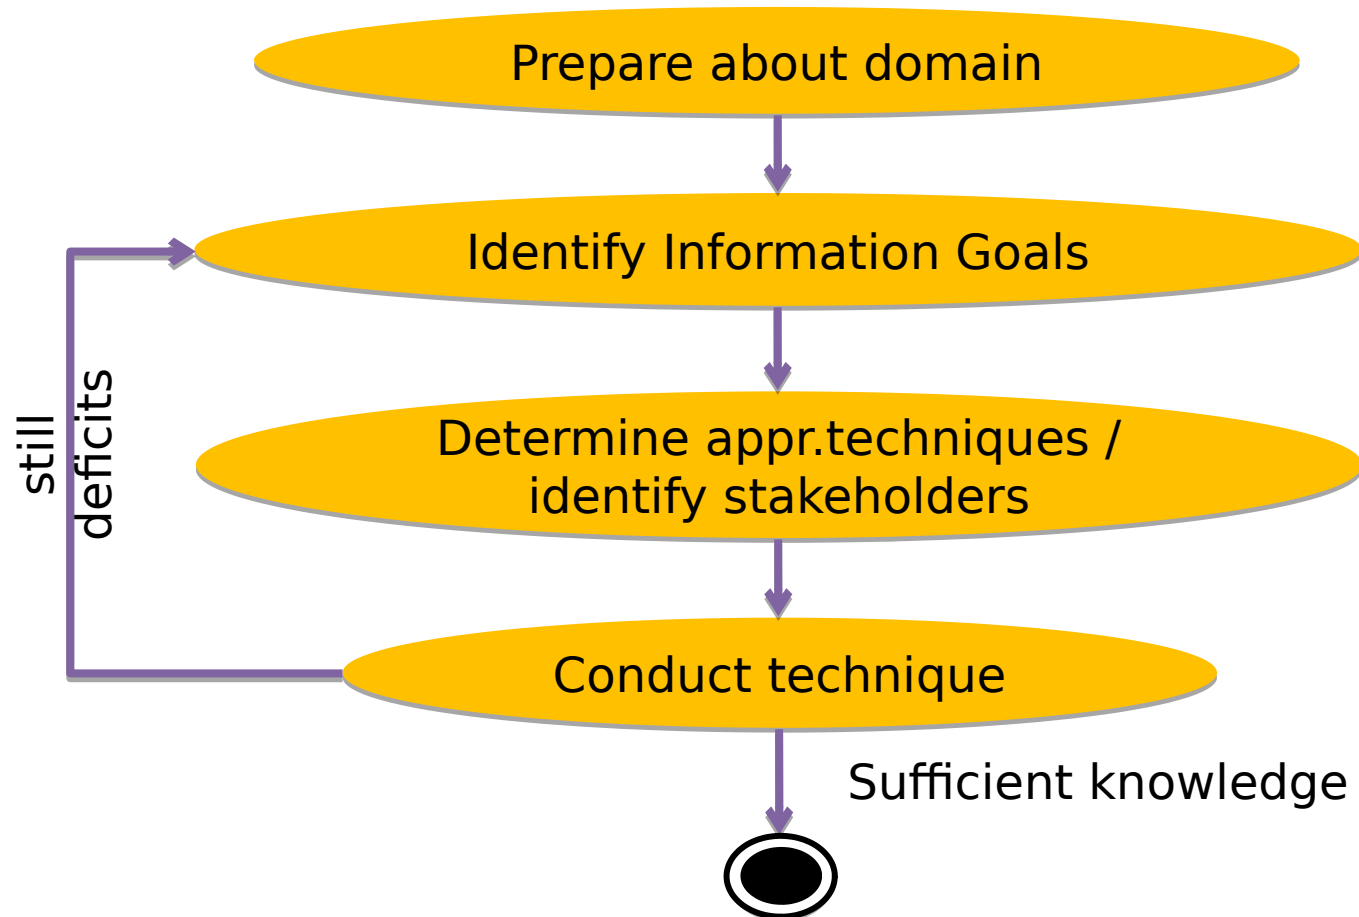 Prepare about domain
Identify Information Goals
still
deficits
Determine appr.techniques /
identify stakeholders
Conduct technique
Sufficient knowledge